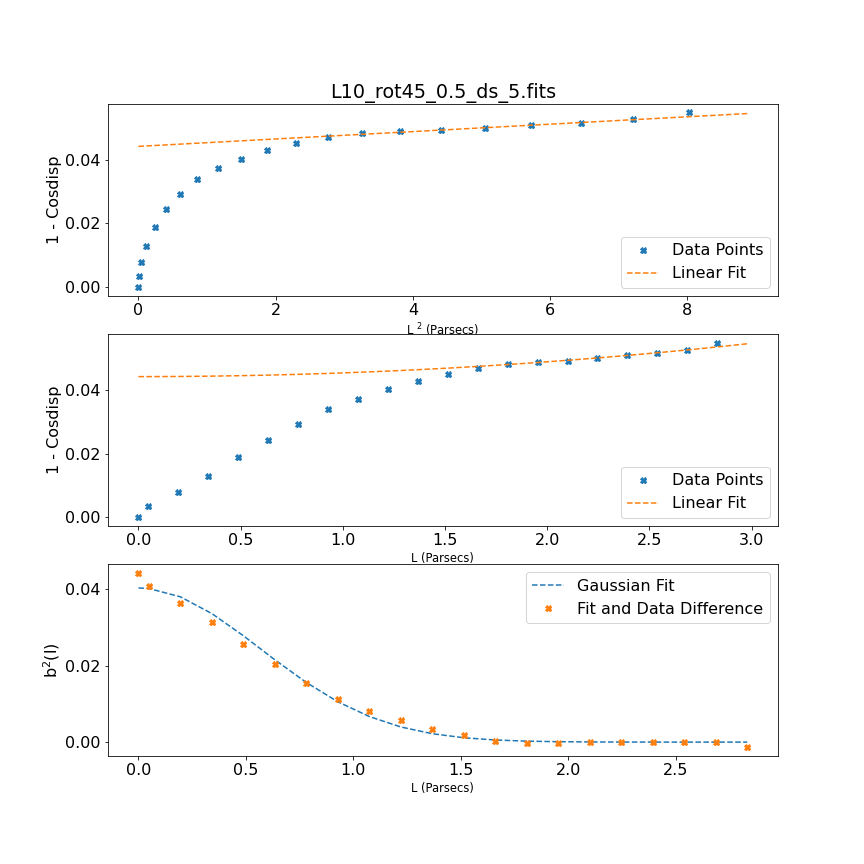 L10_rot45_0.5_ds_5.fits
1 - Cosdisp
0.04
0.02
0.00
Data Points
Linear Fit
0 2 4 6 8
L ² (Parsecs)
1 - Cosdisp
0.04
0.02
0.00
Data Points
Linear Fit
0.0 0.5 1.0 1.5 2.0 2.5 3.0
L (Parsecs)
b²(l)
0.04
0.02
0.00
Gaussian Fit
Fit and Data Difference
0.0 0.5 1.0 1.5 2.0 2.5
L (Parsecs)